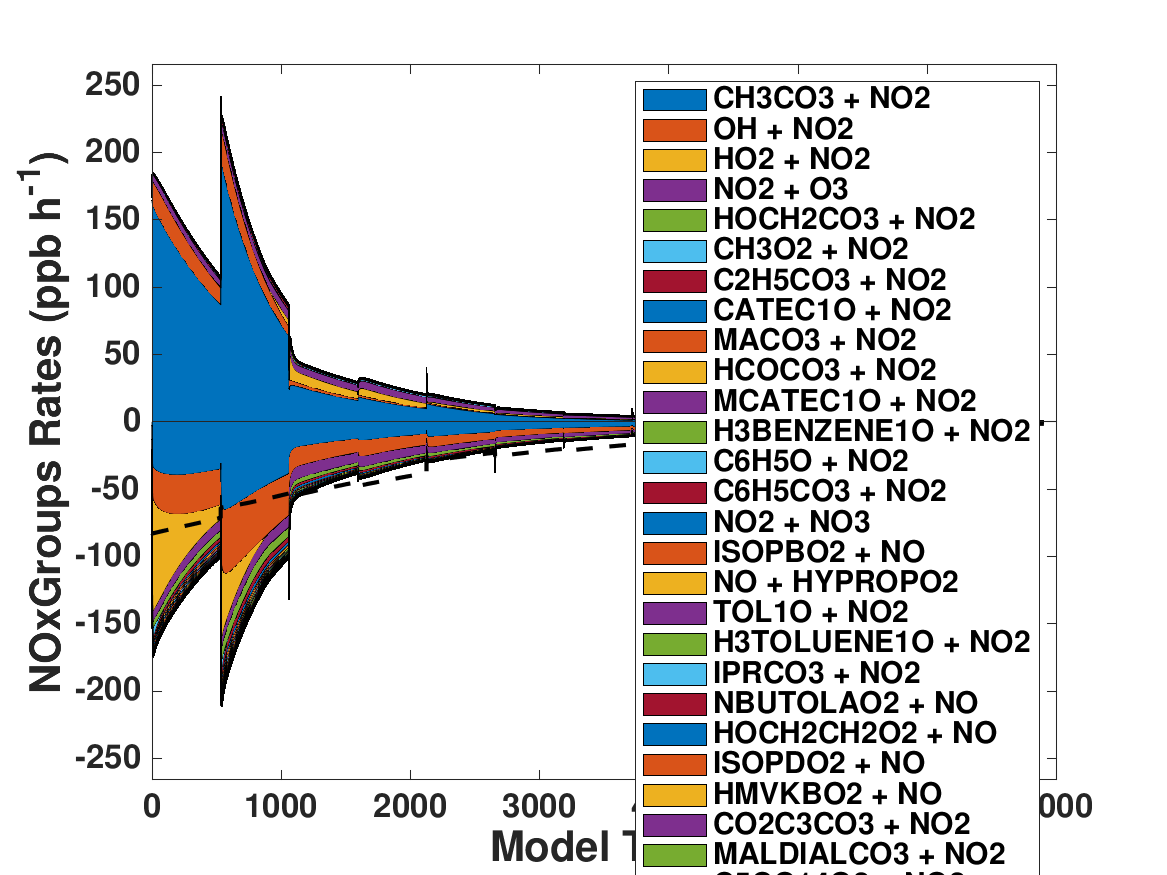 NOxGroups Rates (ppb h-1)
250
200
150
100
50
0
-50
-100
-150
-200
-250
0 1000 2000 3000 000
Model
CH3CO3 + NO2
OH + NO2
HO2 + NO2
NO2 + O3
HOCH2CO3 + NO2
CH3O2 + NO2
C2H5CO3 + NO2
CATEC1O + NO2
MACO3 + NO2
HCOCO3 + NO2
MCATEC1O + NO2
H3BENZENE1O + NO2
C6H5O + NO2
C6H5CO3 + NO2
NO2 + NO3
ISOPBO2 + NO
NO + HYPROPO2
TOL1O + NO2
H3TOLUENE1O + NO2
IPRCO3 + NO2
NBUTOLAO2 + NO
HOCH2CH2O2 + NO
ISOPDO2 + NO
HMVKBO2 + NO
CO2C3CO3 + NO2
MALDIALCO3 + NO2